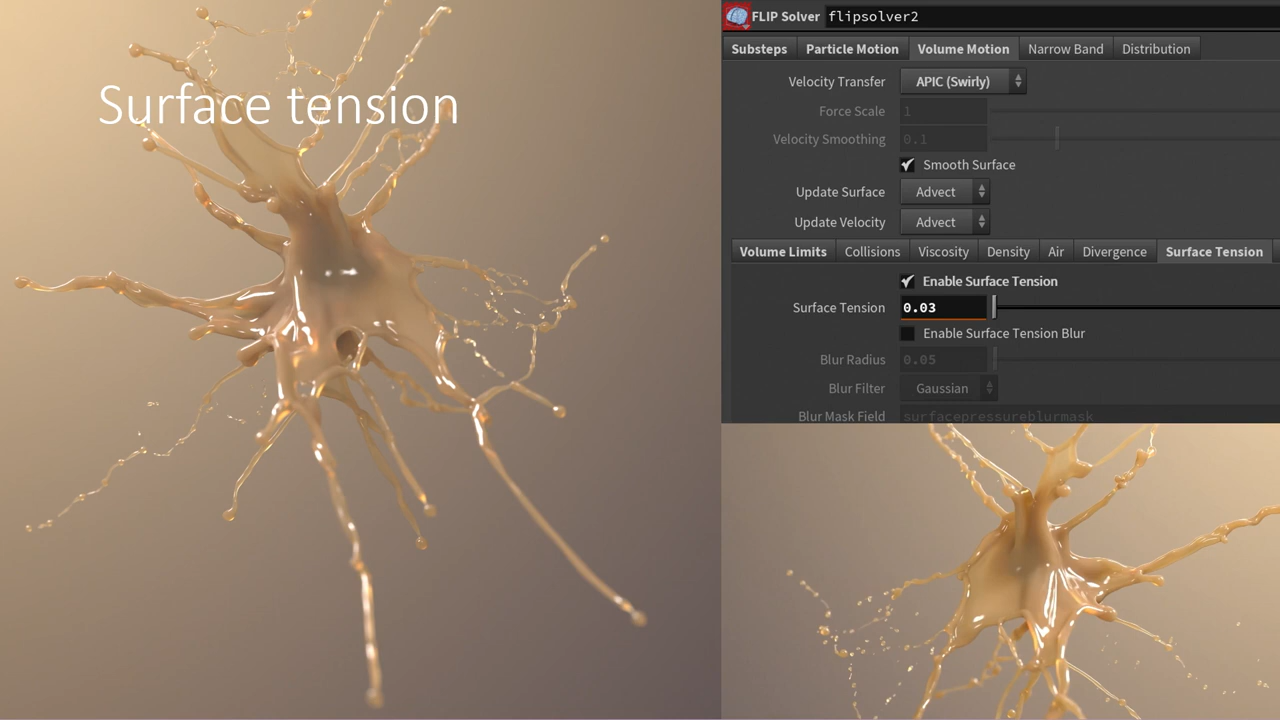 Surface tension
FLIP Solver flipsolver2
Substeps Particle Motion Volume Motion Narrow Band Distribution
Velocity Transfer APIC (Swirly)
Force Scale 1
Velocity Smoothing 0.1
Smooth Surface
Update Surface Advect
Update Velocity Advect
Volume Limits Collisions Viscosity Density Air Divergence Surface Tension
Enable Surface Tension
Surface Tension 0.03
Enable Surface Tension Blur
Blur Radius 0.05
Blur Filter Gaussian
Blur Mask Field surfacepressureblurmask